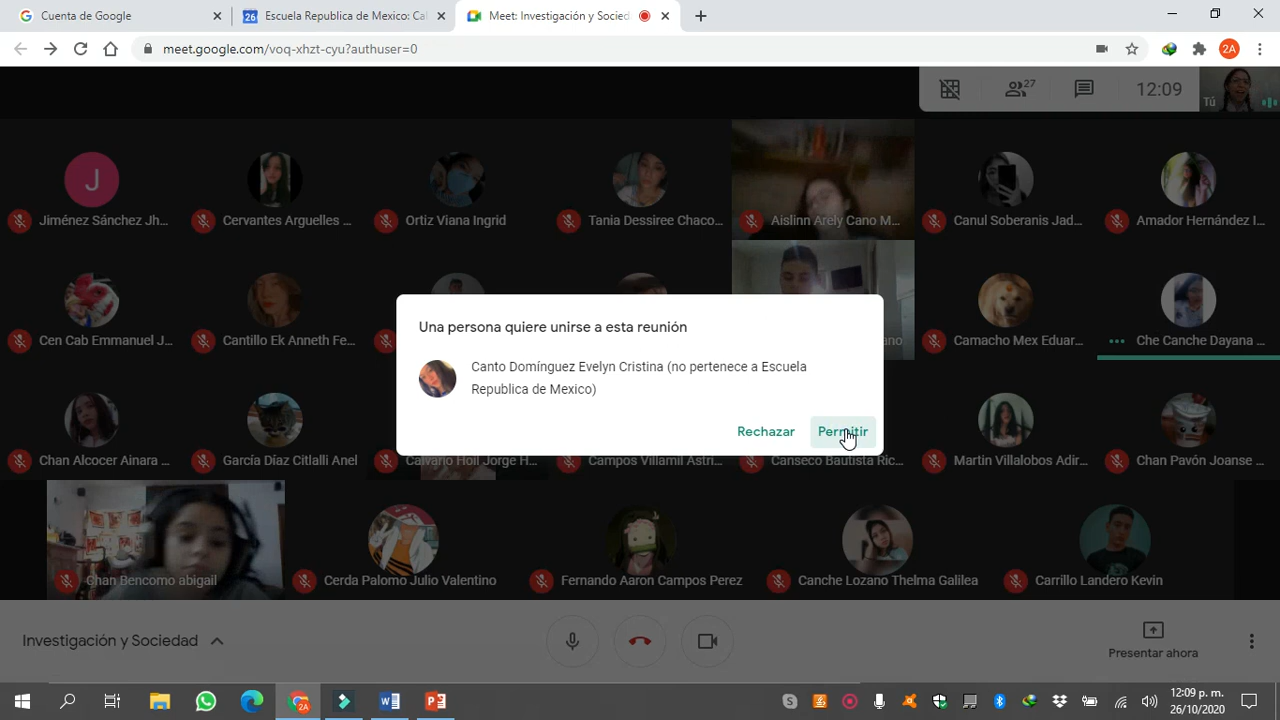 Cuenta de Google
Escuela Republica de Mexico: Cal
Meet: Investigación y Socied
meet.google.com/voq-xhzt-cyu?authuser=0
2A
27
12:09
Tú
J
Jiménez Sánchez Jh...
Cervantes Arguelles ...
Ortiz Viana Ingrid
Tania Dessiree Chaco...
Aislinn Arely Cano M...
Canul Soberanis Jad...
Amador Hernández I...
Cen Cab Emmanuel J...
Cantillo Ek Anneth Fe...
Camacho Mex Eduar...
Che Canche Dayana ...
Una persona quiere unirse a esta reunión
Canto Domínguez Evelyn Cristina (no pertenece a Escuela
Republica de Mexico)
Rechazar
Permitir
Chan Alcocer Ainara ...
García Díaz Citlalli Anel
Calvario Hoil Jorge H...
Campos Villamil Astri...
Canseco Bautista Ric...
Martin Villalobos Adir...
Chan Pavón Joanse ...
Chan Bencomo abigail
Cerda Palomo Julio Valentino
Fernando Aaron Campos Perez
Canche Lozano Thelma Galilea
Carrillo Landero Kevin
Investigación y Sociedad
Presentar ahora
12:09 p. m.
26/10/2020